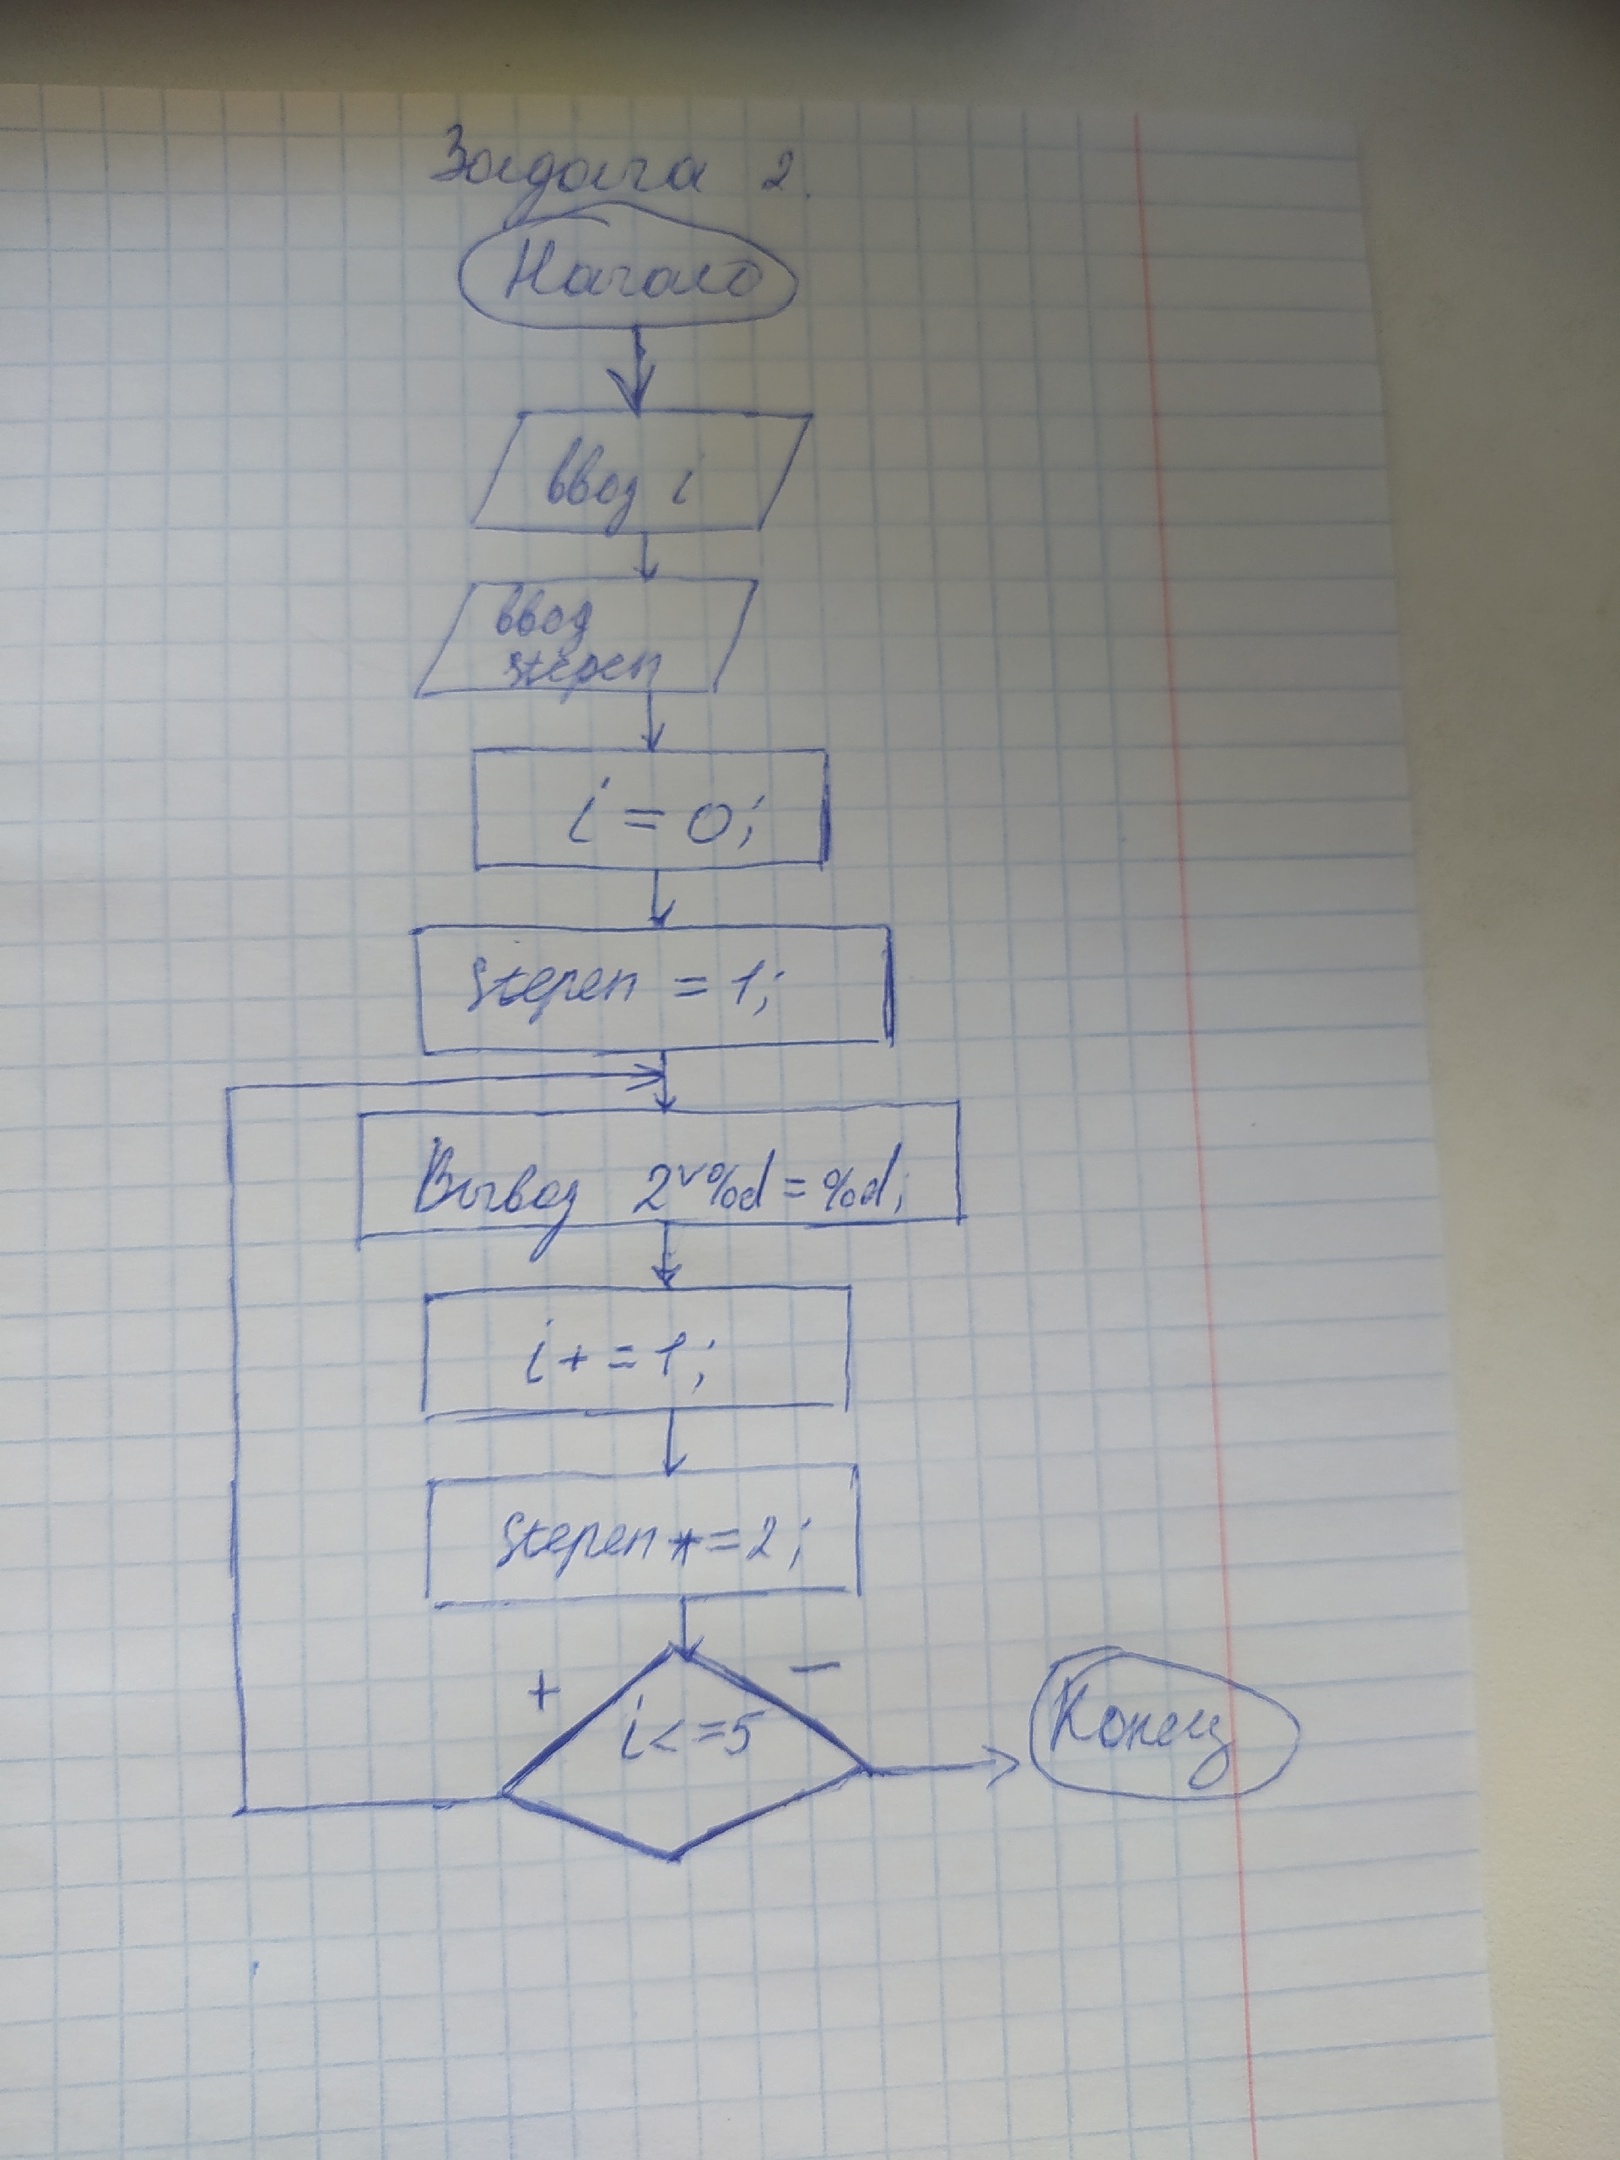 Задача 2.
Начало
ввод i
ввод
stepen
i = 0;
stepen = 1;
Вывод 2^%d = %d;
i + = 1;
stepen * = 2;
+
−
i < = 5
Конец